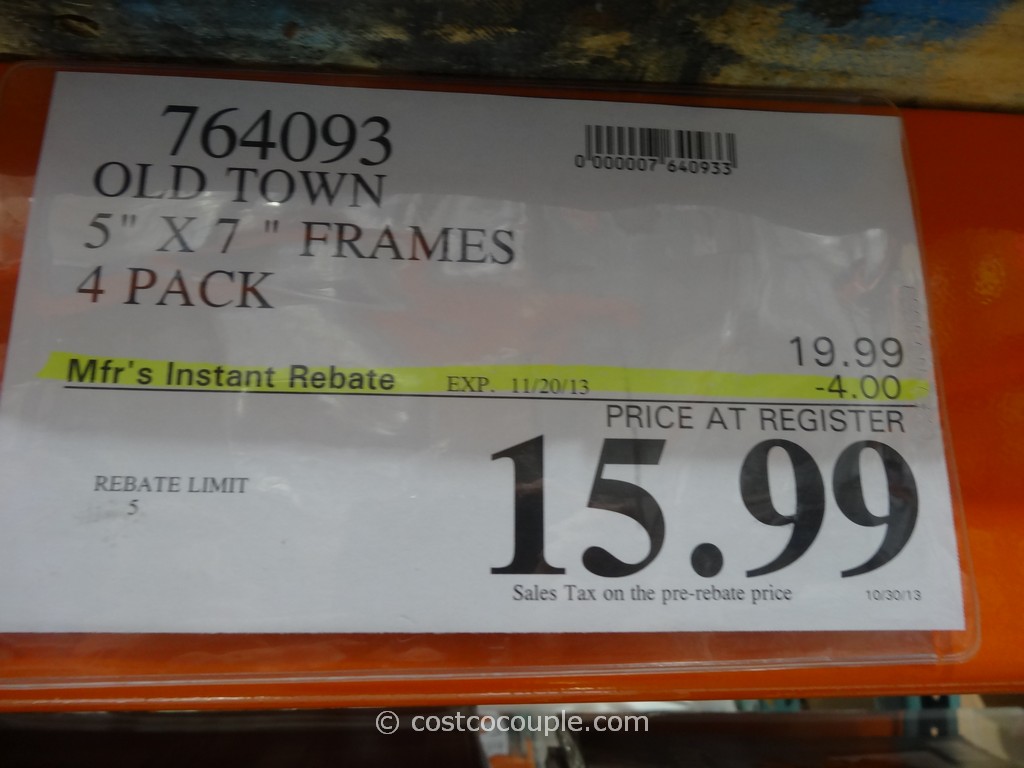 764093
0 000007 640933
OLD TOWN
5" X 7 " FRAMES
4 PACK
19.99
Mfr's Instant Rebate EXP. 11/20/13 -4.00
PRICE AT REGISTER
15.99
REBATE LIMIT
5
Sales Tax on the pre-rebate price 10/30/13
© costcocouple.com